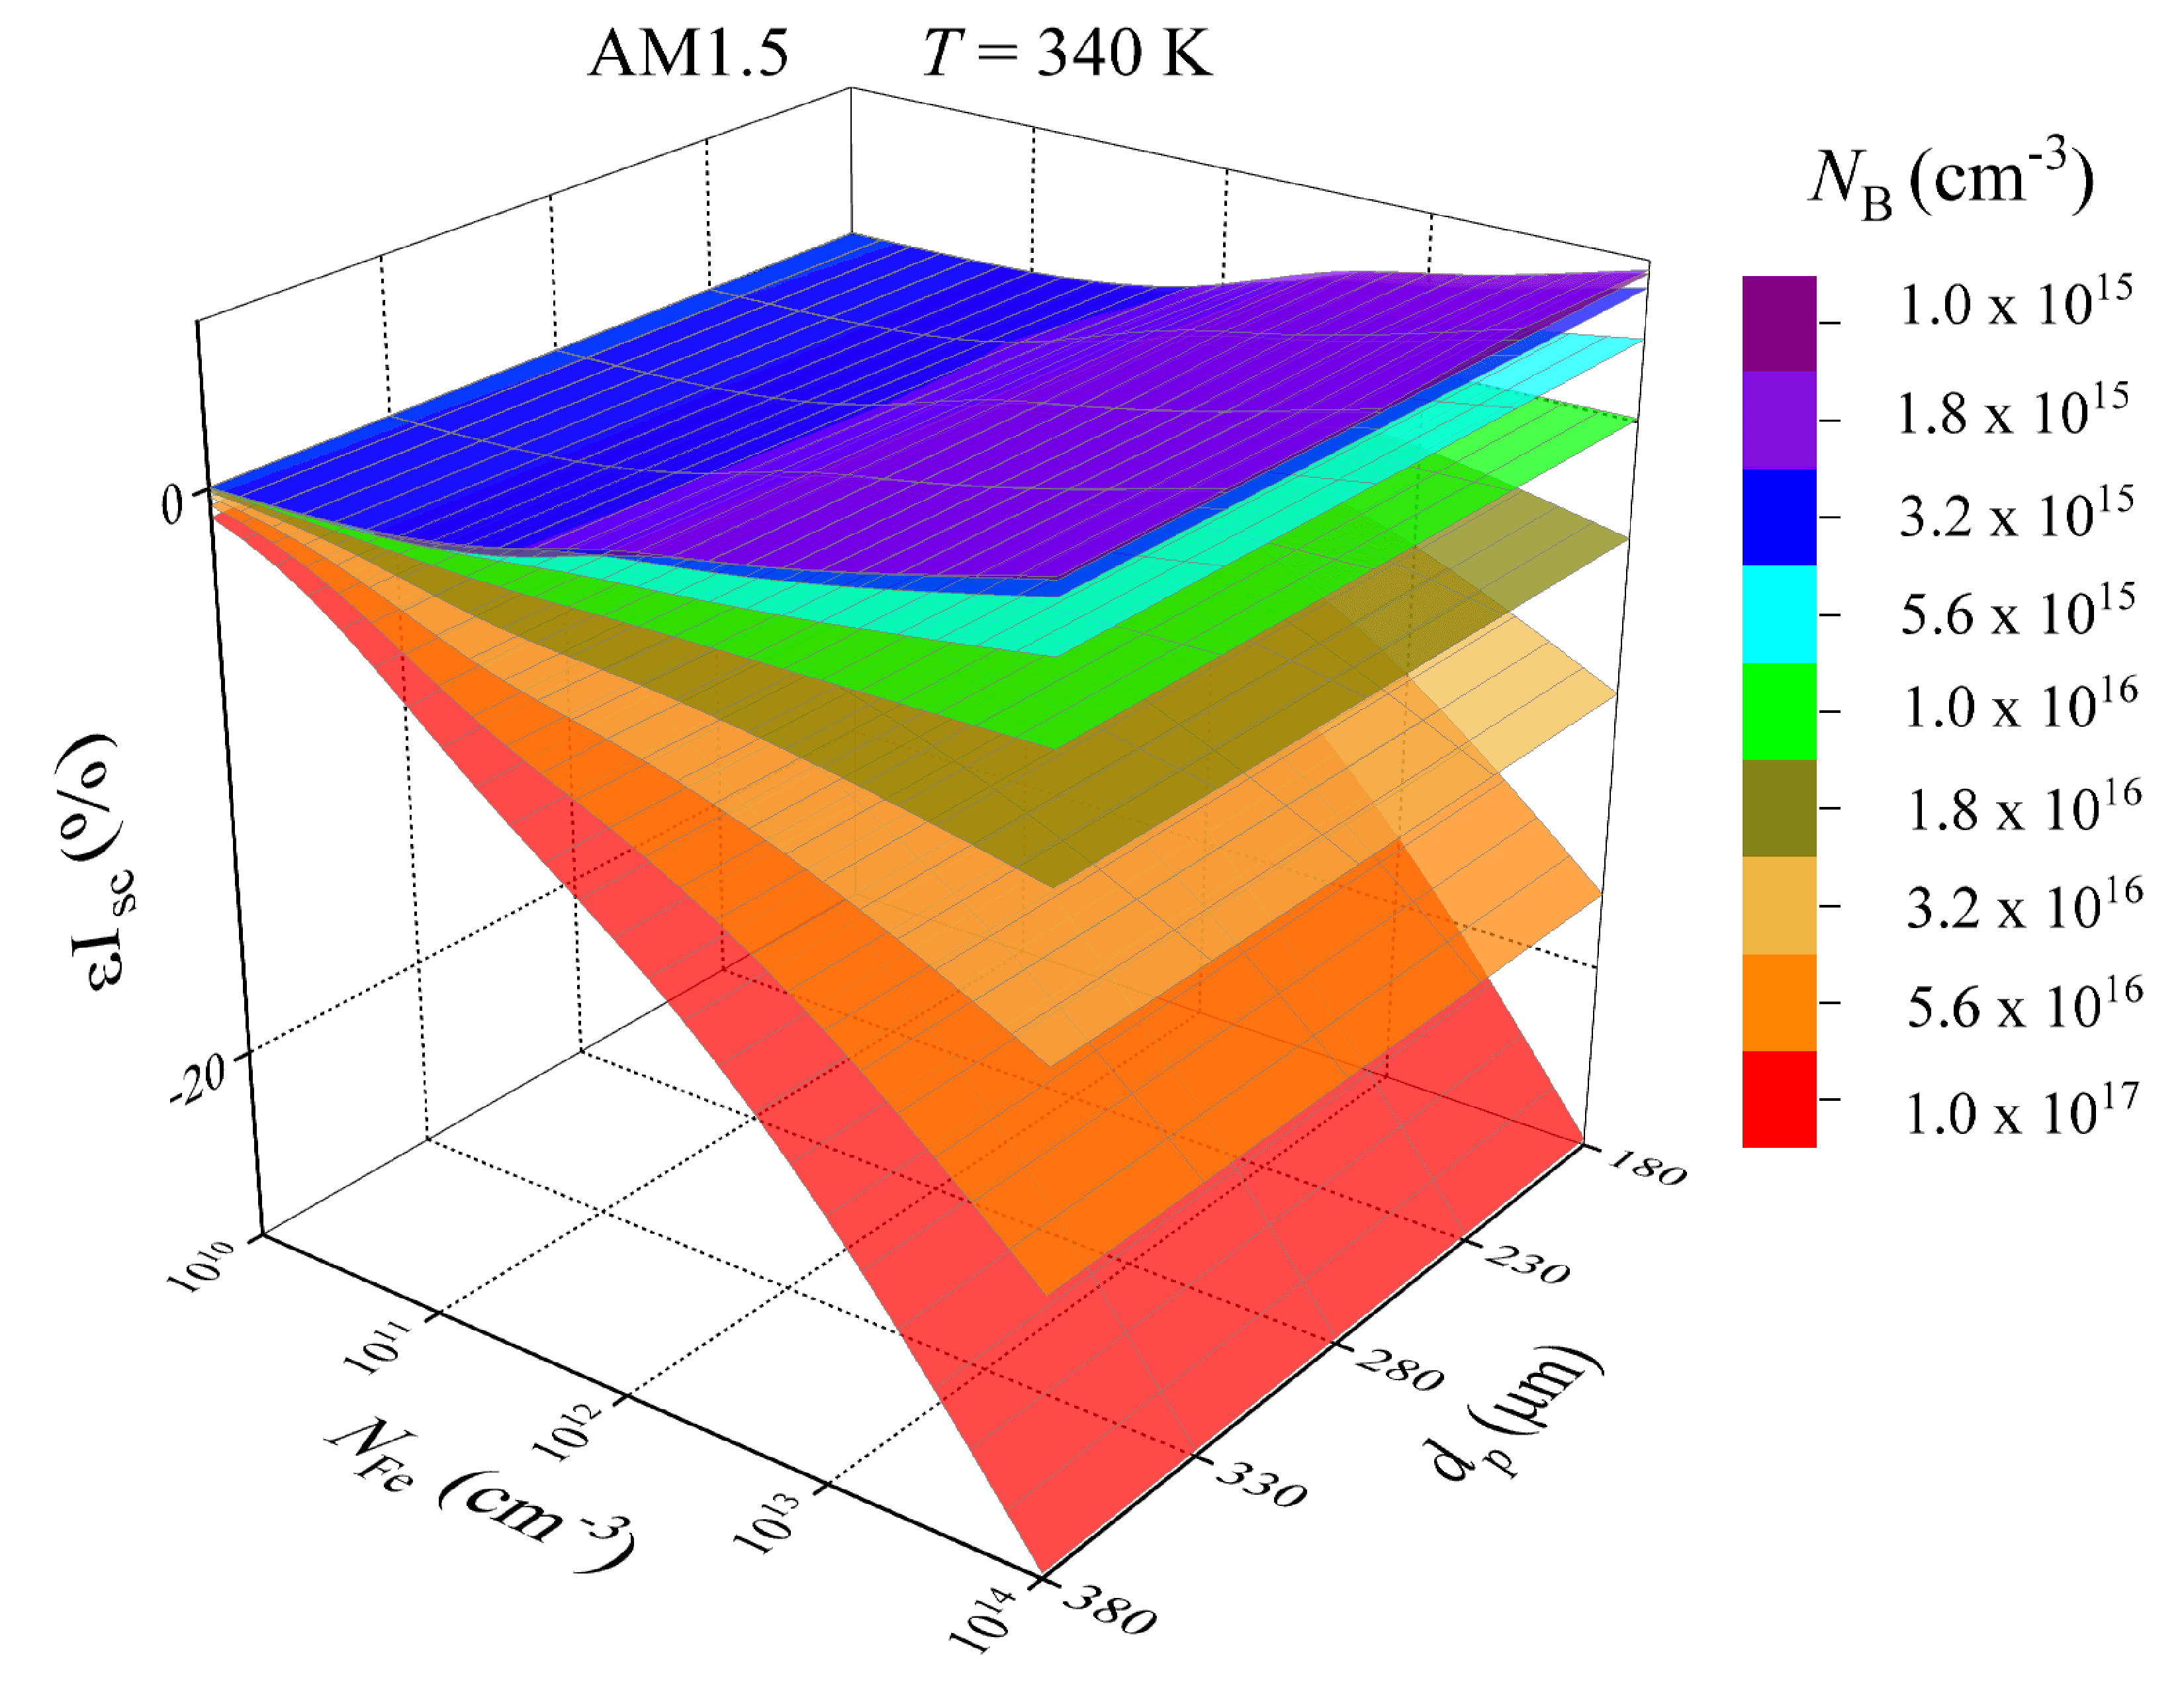 AM1.5 T = 340 K
N_B (cm^-3)
1.0 x 10^15
1.8 x 10^15
3.2 x 10^15
5.6 x 10^15
1.0 x 10^16
1.8 x 10^16
3.2 x 10^16
5.6 x 10^16
1.0 x 10^17
0
-20
εI_sc (%)
10^10
10^11
10^12
10^13
10^14
N_Fe (cm^-3)
180
230
280
330
380
d_p (μm)